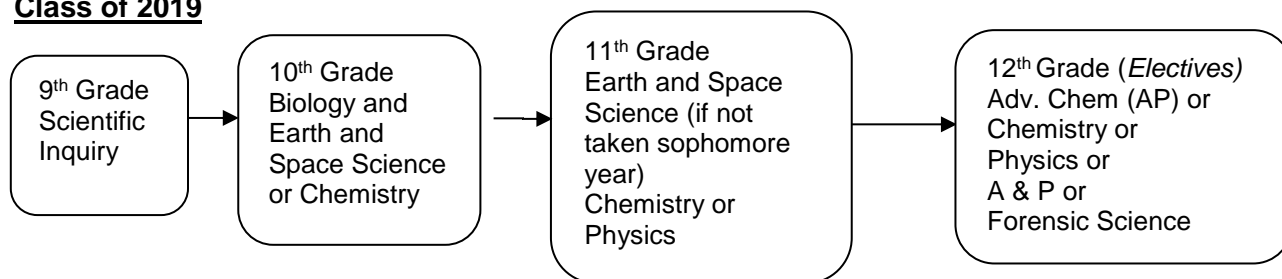 Class of 2019
9th Grade
Scientific
Inquiry
10th Grade
Biology and
Earth and
Space Science
or Chemistry
11th Grade
Earth and Space
Science (if not
taken sophomore
year)
Chemistry or
Physics
12th Grade (Electives)
Adv. Chem (AP) or
Chemistry or
Physics or
A & P or
Forensic Science